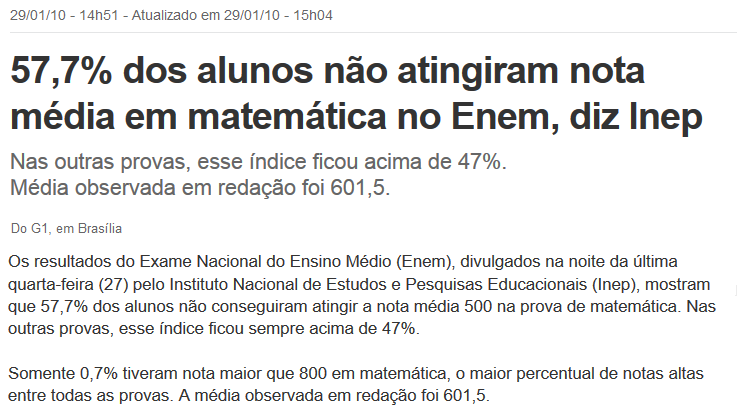 29/01/10 - 14h51 - Atualizado em 29/01/10 - 15h04
57,7% dos alunos não atingiram nota
média em matemática no Enem, diz Inep
Nas outras provas, esse índice ficou acima de 47%.
Média observada em redação foi 601,5.
Do G1, em Brasília
Os resultados do Exame Nacional do Ensino Médio (Enem), divulgados na noite da última
quarta-feira (27) pelo Instituto Nacional de Estudos e Pesquisas Educacionais (Inep), mostram
que 57,7% dos alunos não conseguiram atingir a nota média 500 na prova de matemática. Nas
outras provas, esse índice ficou sempre acima de 47%.
Somente 0,7% tiveram nota maior que 800 em matemática, o maior percentual de notas altas
entre todas as provas. A média observada em redação foi 601,5.